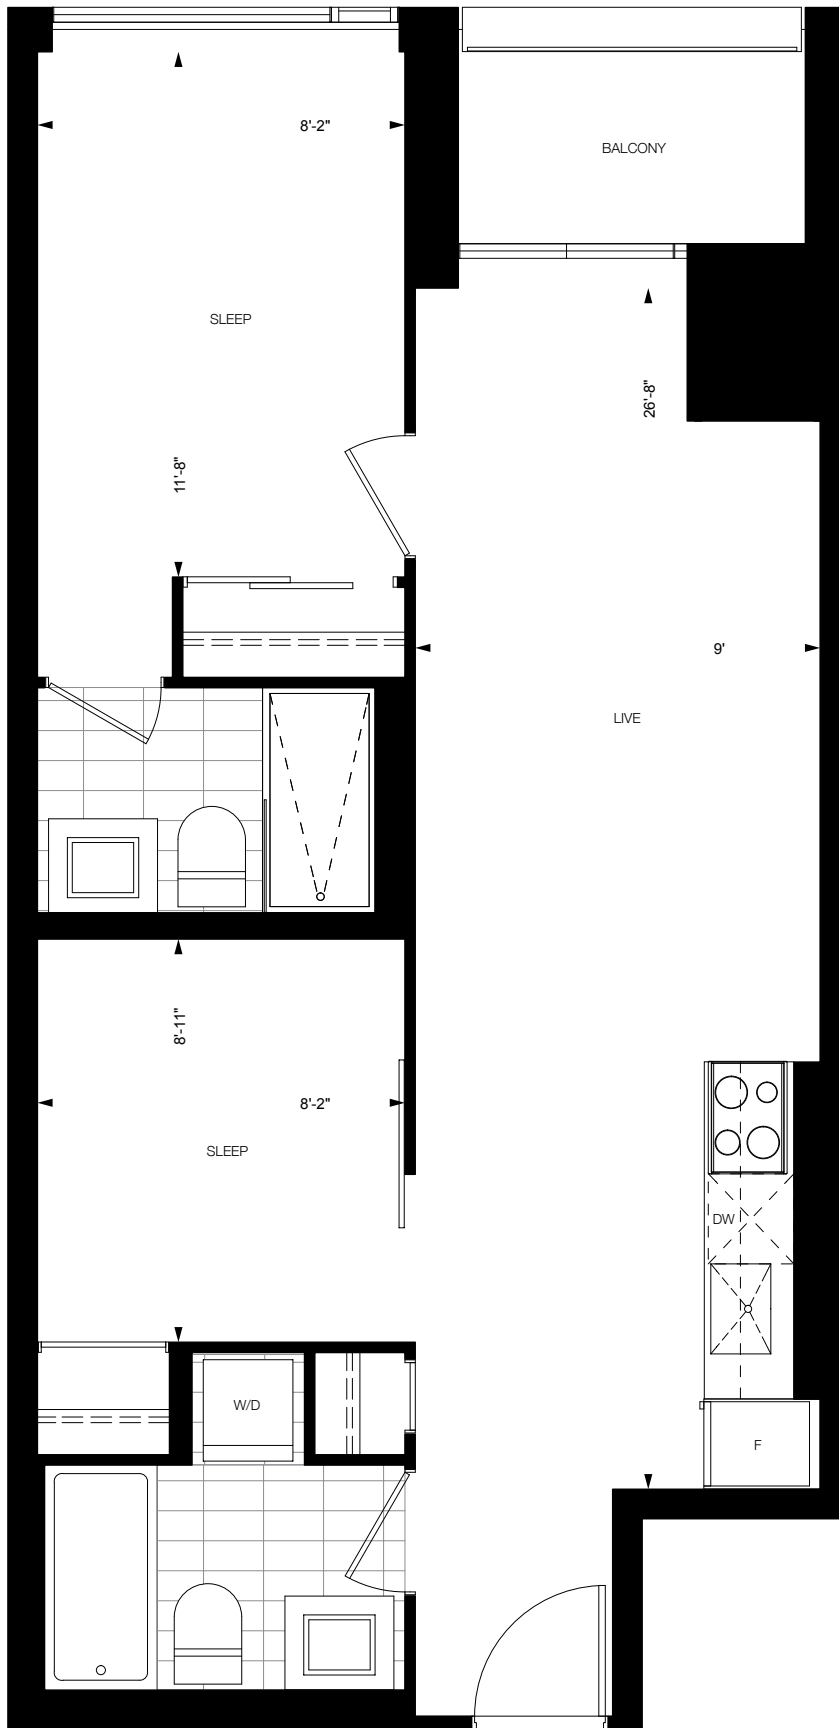 8'-2"
BALCONY
SLEEP
26'-8"
11'-8"
9'
LIVE
8'-11"
8'-2"
SLEEP
DW
W/D
F